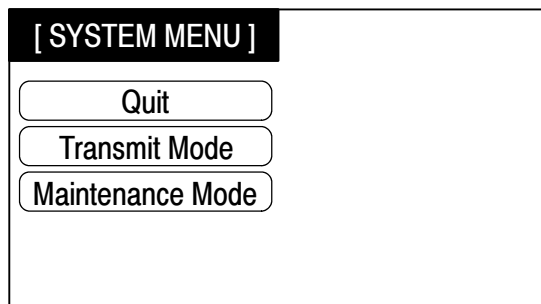 [ SYSTEM MENU ]
Quit
Transmit Mode
Maintenance Mode